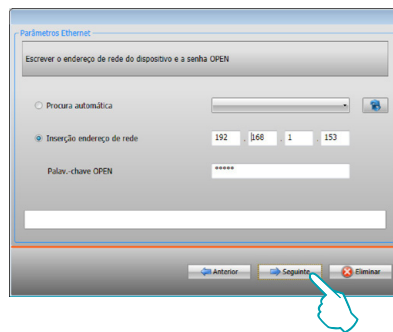 Parâmetros Ethernet
Escrever o endereço de rede do dispositivo e a senha OPEN
Procura automática
Inserção endereço de rede
192 . 168 . 1 . 153
Palav.-chave OPEN
*****
Anterior
Seguinte
Eliminar